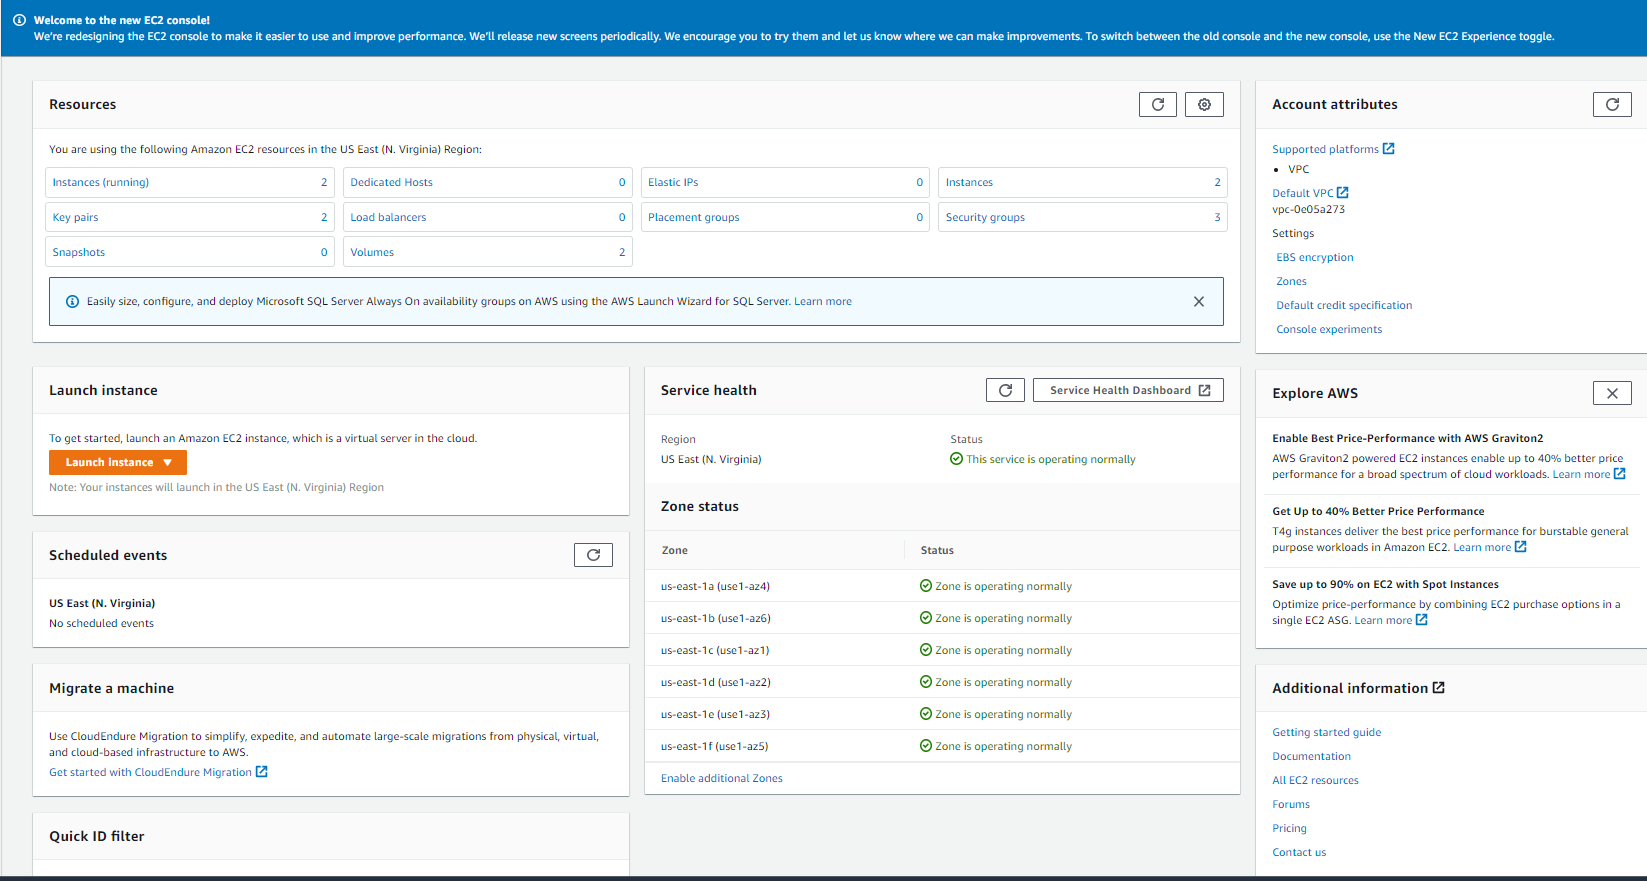 Welcome to the new EC2 console!
We're redesigning the EC2 console to make it easier to use and improve performance. We'll release new screens periodically. We encourage you to try them and let us know where we can make improvements. To switch between the old console and the new console, use the New EC2 Experience toggle.
Resources
You are using the following Amazon EC2 resources in the US East (N. Virginia) Region:
Instances (running) 2
Dedicated Hosts 0
Elastic IPs 0
Instances 2
Key pairs 2
Load balancers 0
Placement groups 0
Security groups 3
Snapshots 0
Volumes 2
Easily size, configure, and deploy Microsoft SQL Server Always On availability groups on AWS using the AWS Launch Wizard for SQL Server. Learn more
Launch instance
To get started, launch an Amazon EC2 instance, which is a virtual server in the cloud.
Launch instance
Note: Your instances will launch in the US East (N. Virginia) Region
Scheduled events
US East (N. Virginia)
No scheduled events
Migrate a machine
Use CloudEndure Migration to simplify, expedite, and automate large-scale migrations from physical, virtual,
and cloud-based infrastructure to AWS.
Get started with CloudEndure Migration
Quick ID filter
Service health
Service Health Dashboard
Region
Status
US East (N. Virginia)
This service is operating normally
Zone status
Zone
Status
us-east-1a (use1-az4)
Zone is operating normally
us-east-1b (use1-az6)
Zone is operating normally
us-east-1c (use1-az1)
Zone is operating normally
us-east-1d (use1-az2)
Zone is operating normally
us-east-1e (use1-az3)
Zone is operating normally
us-east-1f (use1-az5)
Zone is operating normally
Enable additional Zones
Account attributes
Supported platforms
• VPC
Default VPC
vpc-0e05a273
Settings
EBS encryption
Zones
Default credit specification
Console experiments
Explore AWS
Enable Best Price-Performance with AWS Graviton2
AWS Graviton2 powered EC2 instances enable up to 40% better price
performance for a broad spectrum of cloud workloads. Learn more
Get Up to 40% Better Price Performance
T4g instances deliver the best price performance for burstable general
purpose workloads in Amazon EC2. Learn more
Save up to 90% on EC2 with Spot Instances
Optimize price-performance by combining EC2 purchase options in a
single EC2 ASG. Learn more
Additional information
Getting started guide
Documentation
All EC2 resources
Forums
Pricing
Contact us